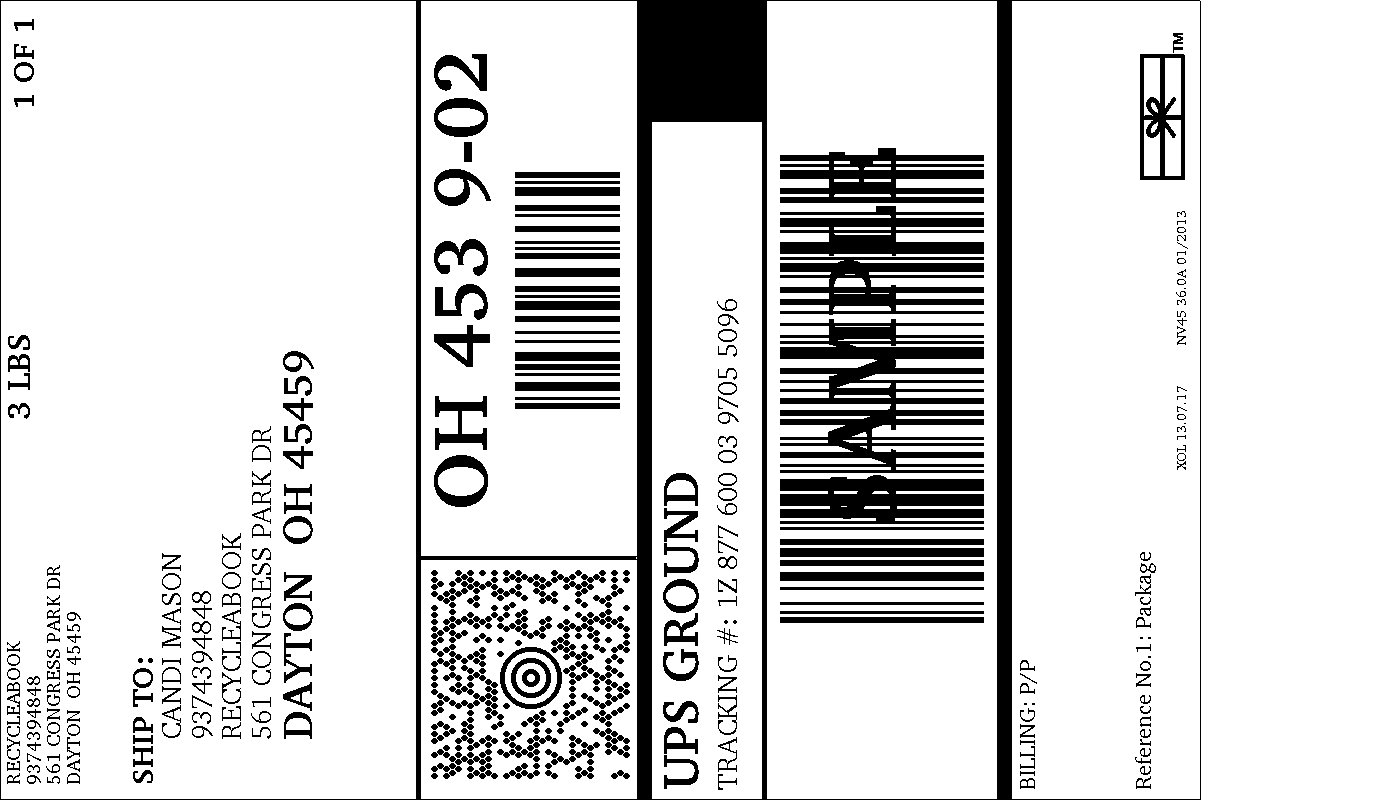 RECYCLEABOOK
9374394848
561 CONGRESS PARK DR
DAYTON OH 45459
3 LBS
1 OF 1
SHIP TO:
CANDI MASON
9374394848
RECYCLEABOOK
561 CONGRESS PARK DR
DAYTON OH 45459
OH 453 9-02
UPS GROUND
TRACKING #: 1Z 877 600 03 9705 5096
SAMPLE
BILLING: P/P
Reference No.1: Package
XOL 13.07.17 NV45 36.0A 01/2013
TM